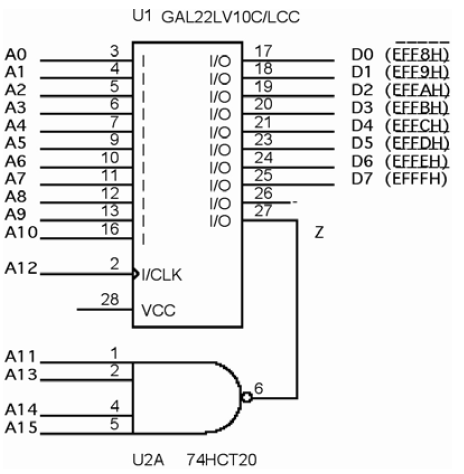 U1 GAL22LV10C/LCC
A0 3 I I/O 17 D0 (EFF8H)
A1 4 I I/O 18 D1 (EFF9H)
A2 5 I I/O 19 D2 (EFFAH)
A3 6 I I/O 20 D3 (EFFBH)
A4 7 I I/O 21 D4 (EFFCH)
A5 9 I I/O 23 D5 (EFFDH)
A6 10 I I/O 24 D6 (EFFEH)
A7 11 I I/O 25 D7 (EFFFH)
A8 12 I I/O 26
A9 13 I I/O 27
A10 16 I Z
A12 2 I/CLK
28 VCC
A11 1
A13 2
6
A14 4
A15 5
U2A 74HCT20